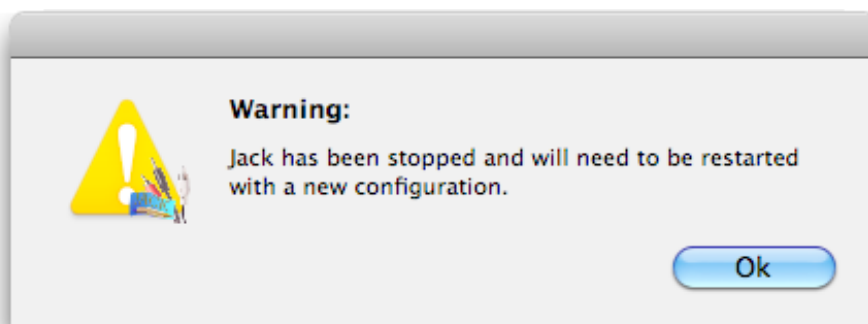 Warning:
Jack has been stopped and will need to be restarted
with a new configuration.
Ok